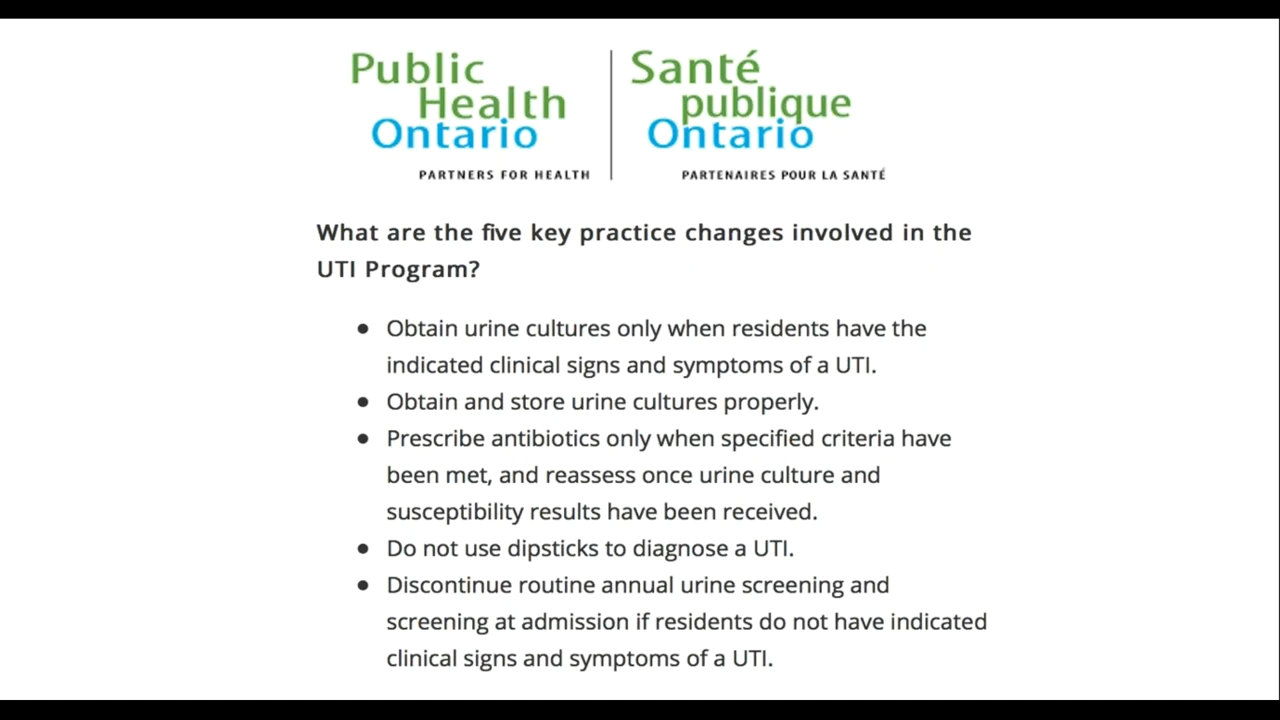 Public
Health
Ontario
PARTNERS FOR HEALTH
Santé
publique
Ontario
PARTENAIRES POUR LA SANTÉ
What are the five key practice changes involved in the
UTI Program?
● Obtain urine cultures only when residents have the
indicated clinical signs and symptoms of a UTI.
● Obtain and store urine cultures properly.
● Prescribe antibiotics only when specified criteria have
been met, and reassess once urine culture and
susceptibility results have been received.
● Do not use dipsticks to diagnose a UTI.
● Discontinue routine annual urine screening and
screening at admission if residents do not have indicated
clinical signs and symptoms of a UTI.